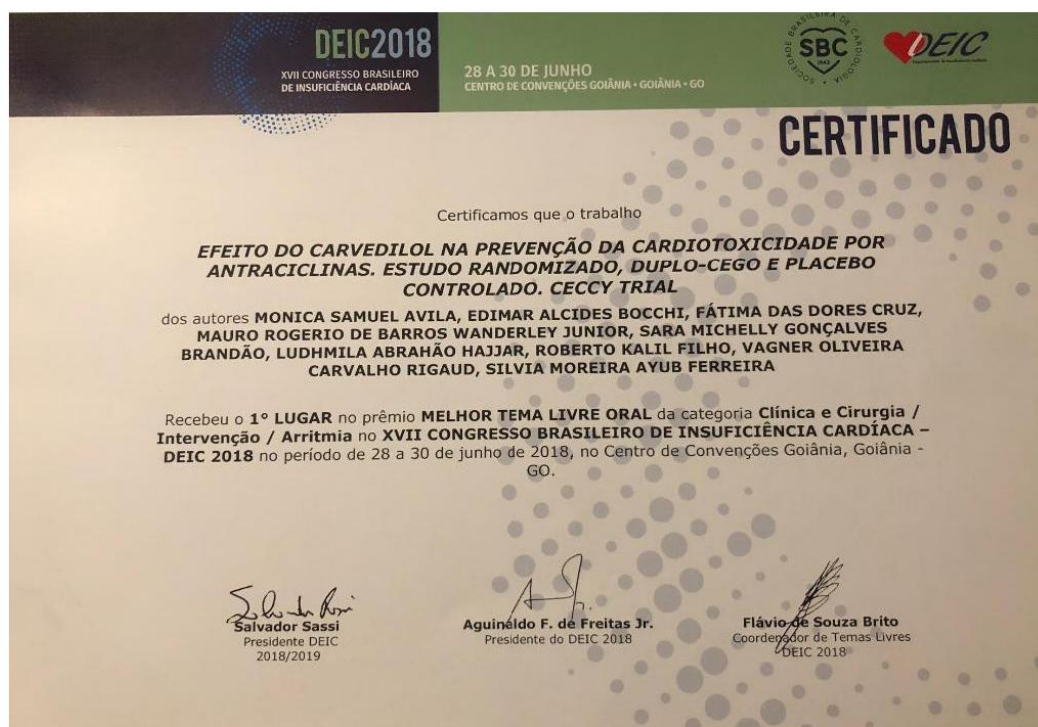 DEIC2018
XVII CONGRESSO BRASILEIRO
DE INSUFICIÊNCIA CARDÍACA
28 A 30 DE JUNHO
CENTRO DE CONVENÇÕES GOIÂNIA • GOIÂNIA • GO
SOCIEDADE BRASILEIRA DE CARDIOLOGIA
SBC
DEIC
CERTIFICADO
Certificamos que o trabalho
EFEITO DO CARVEDILOL NA PREVENÇÃO DA CARDIOTOXICIDADE POR
ANTRACICLINAS. ESTUDO RANDOMIZADO, DUPLO-CEGO E PLACEBO
CONTROLADO. CECCY TRIAL
dos autores MONICA SAMUEL AVILA, EDIMAR ALCIDES BOCCHI, FÁTIMA DAS DORES CRUZ,
MAURO ROGERIO DE BARROS WANDERLEY JUNIOR, SARA MICHELLY GONÇALVES
BRANDÃO, LUDHMILA ABRAHÃO HAJJAR, ROBERTO KALIL FILHO, VAGNER OLIVEIRA
CARVALHO RIGAUD, SILVIA MOREIRA AYUB FERREIRA
Recebeu o 1º LUGAR no prêmio MELHOR TEMA LIVRE ORAL da categoria Clínica e Cirurgia /
Intervenção / Arritmia no XVII CONGRESSO BRASILEIRO DE INSUFICIÊNCIA CARDÍACA –
DEIC 2018 no período de 28 a 30 de junho de 2018, no Centro de Convenções Goiânia, Goiânia -
GO.
Salvador Sassi
Presidente DEIC
2018/2019
Aguinaldo F. de Freitas Jr.
Presidente do DEIC 2018
Flávio de Souza Brito
Coordenador de Temas Livres
DEIC 2018